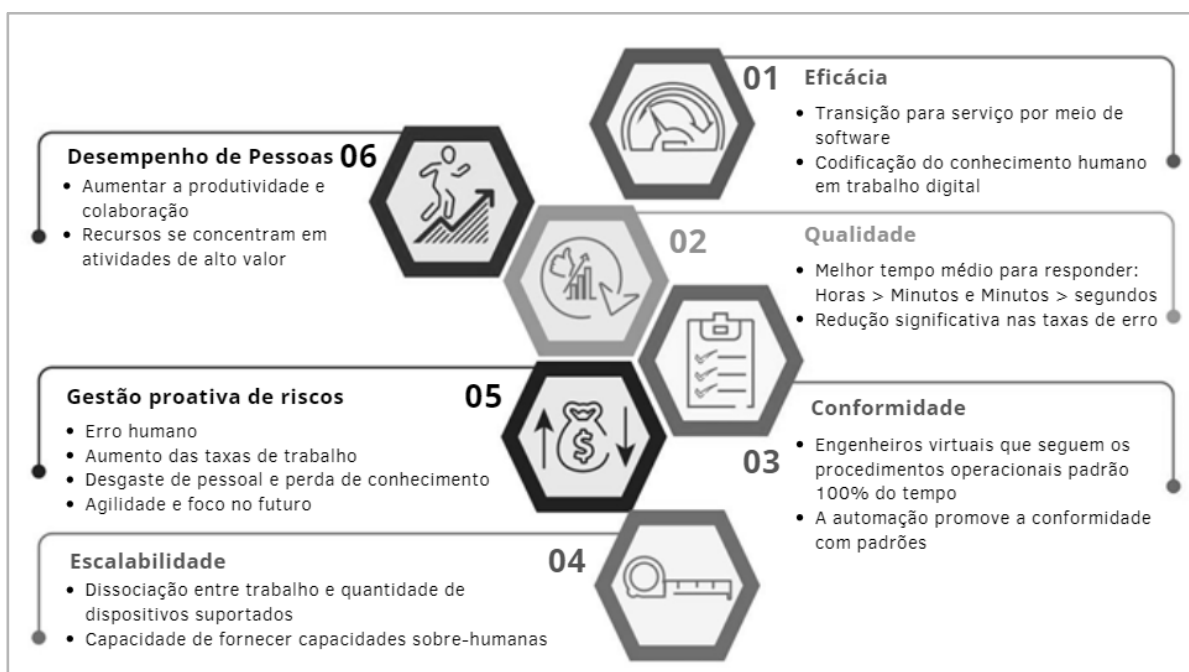 01
Eficácia
• Transição para serviço por meio de
software
• Codificação do conhecimento humano
em trabalho digital
02
Qualidade
• Melhor tempo médio para responder:
Horas > Minutos e Minutos > segundos
• Redução significativa nas taxas de erro
03
Conformidade
• Engenheiros virtuais que seguem os
procedimentos operacionais padrão
100% do tempo
• A automação promove a conformidade
com padrões
04
Escalabilidade
• Dissociação entre trabalho e quantidade de
dispositivos suportados
• Capacidade de fornecer capacidades sobre-humanas
05
Gestão proativa de riscos
• Erro humano
• Aumento das taxas de trabalho
• Desgaste de pessoal e perda de conhecimento
• Agilidade e foco no futuro
$
06
Desempenho de Pessoas
• Aumentar a produtividade e
colaboração
• Recursos se concentram em
atividades de alto valor